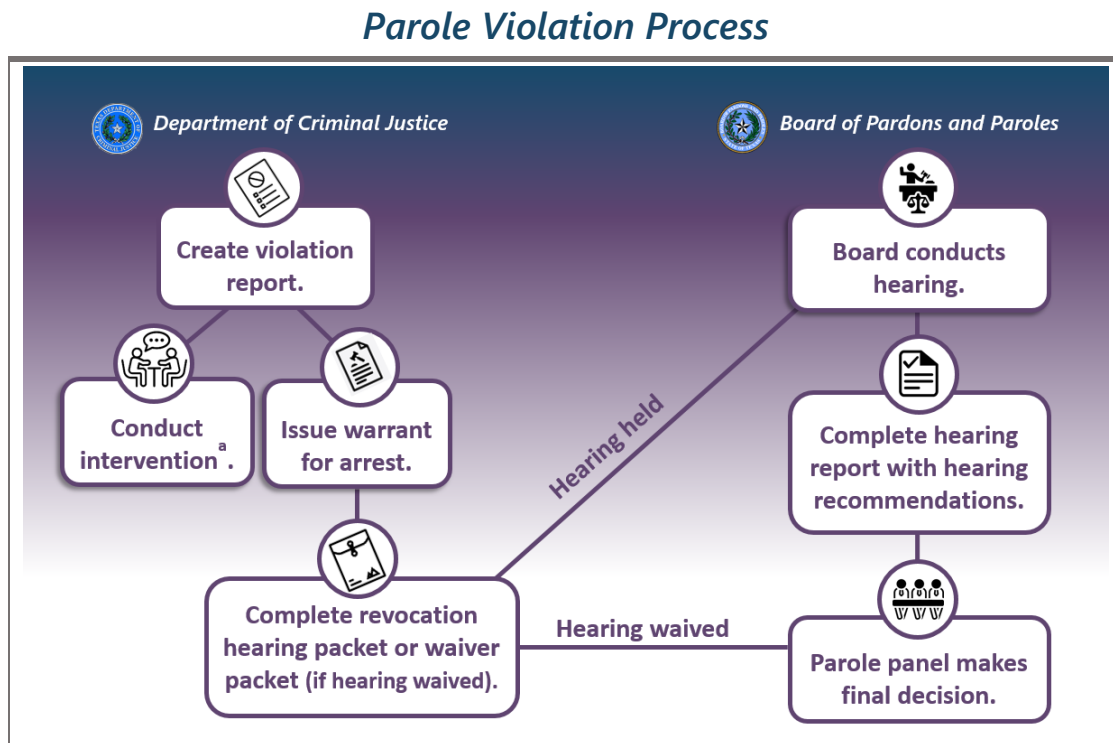 Parole Violation Process
Department of Criminal Justice
Create violation
report.
Conduct
intervention a.
Issue warrant
for arrest.
Complete revocation
hearing packet or waiver
packet (if hearing waived).
Hearing held
Hearing waived
Board of Pardons and Paroles
Board conducts
hearing.
Complete hearing
report with hearing
recommendations.
Parole panel makes
final decision.